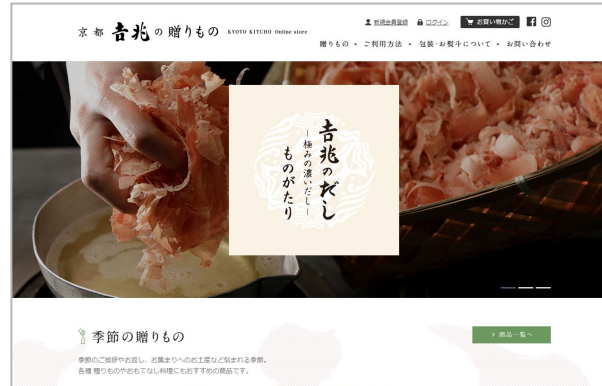 京都 吉兆の贈りもの KYOTO KITCHO Online store
新規会員登録 ログイン お買い物かご
贈りもの ご利用方法 包装·お熨斗について お問い合わせ
吉兆のだし
―極みの濃いだし―
ものがたり
季節の贈りもの
商品一覧へ
季節のご挨拶やお返し、お集まりへのお土産など悩まれる季節。
各種 贈りものやおもてなし料理にもおすすめの商品です。